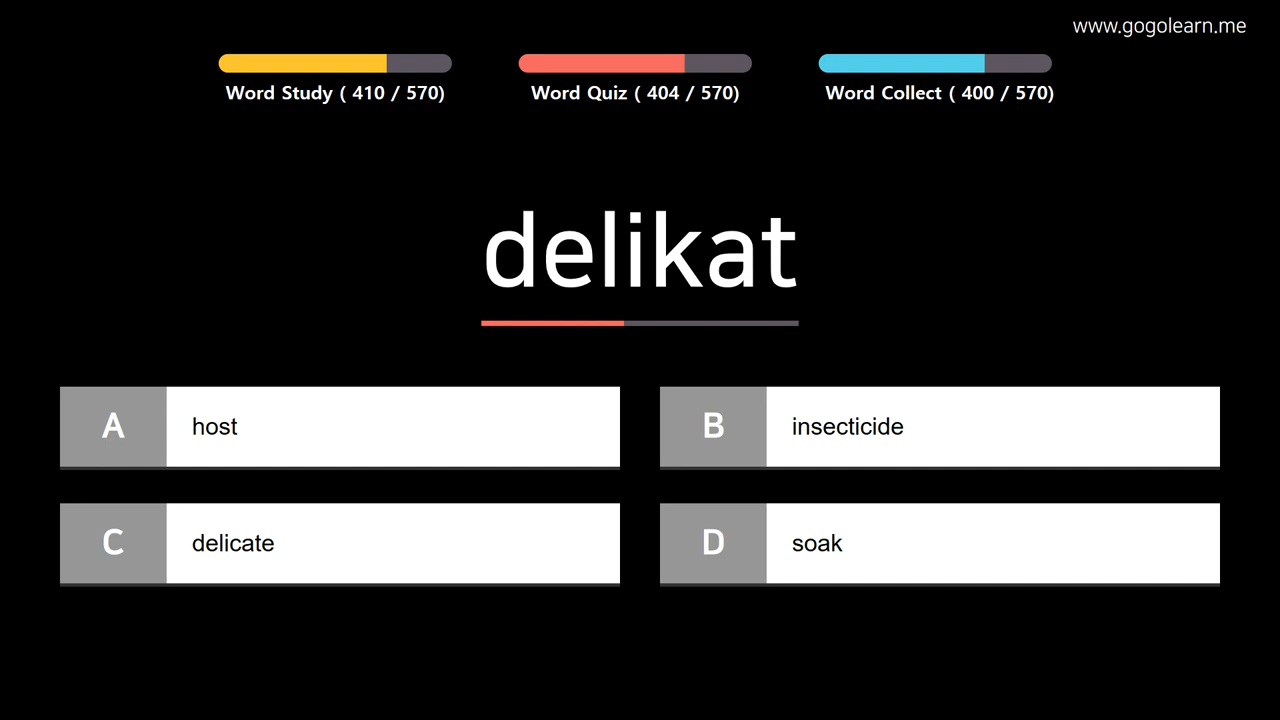 www.gogolearn.me
Word Study ( 410 / 570)
Word Quiz ( 404 / 570)
Word Collect ( 400 / 570)
delikat
A host
B insecticide
C delicate
D soak